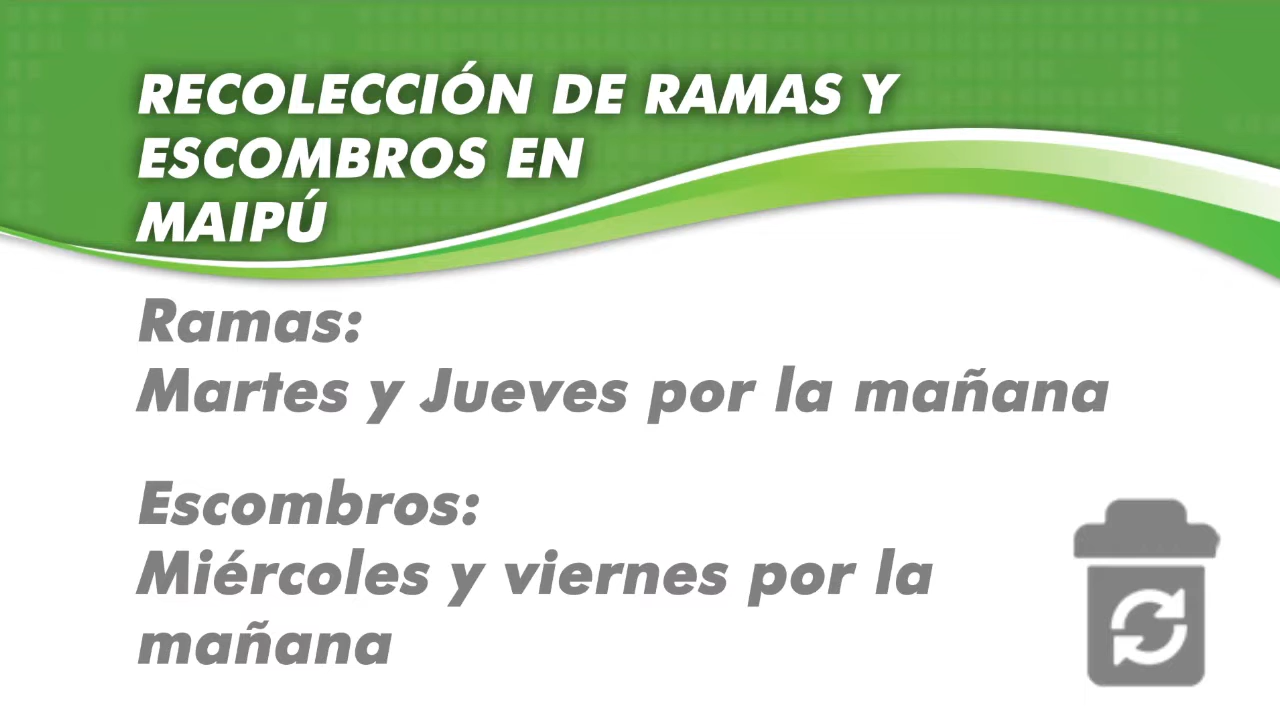 RECOLECCIÓN DE RAMAS Y
ESCOMBROS EN
MAIPÚ
Ramas:
Martes y Jueves por la mañana
Escombros:
Miércoles y viernes por la
mañana